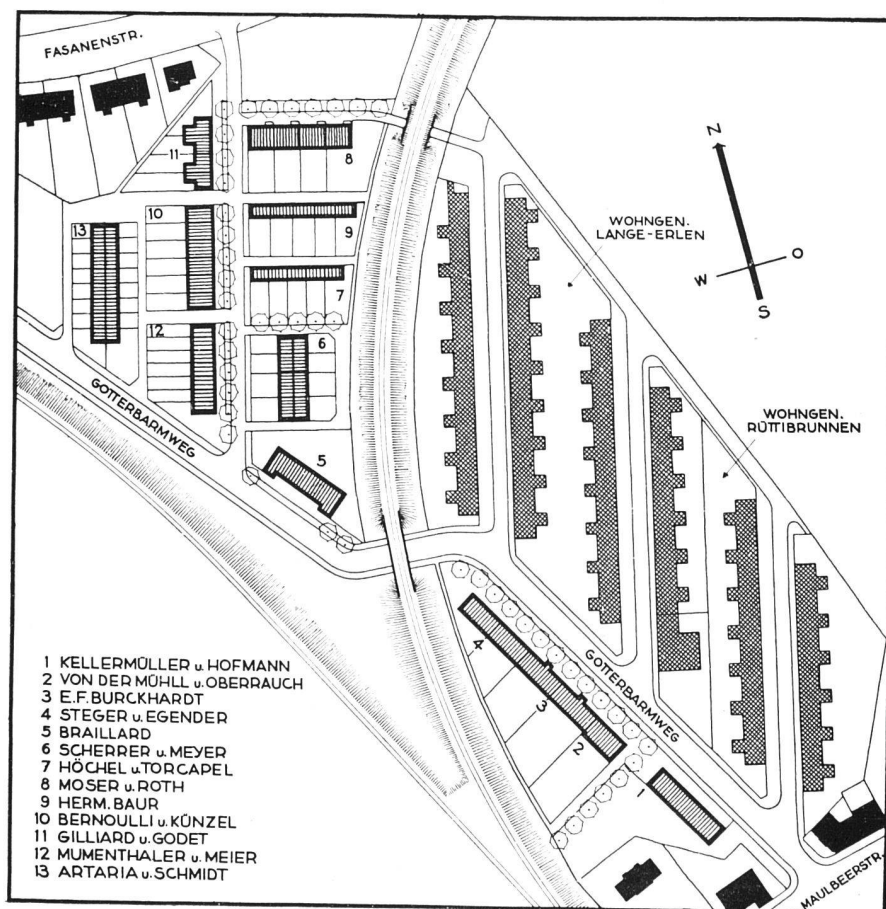 FASANENSTR.
11
8
10
13
9
7
12
6
5
GOTTERBARMWEG
N
W
O
S
WOHNGEN.
LANGE-ERLEN
WOHNGEN.
RÜTTIBRUNNEN
4
3
2
1
GOTTERBARMWEG
MAULBEERSTR.
1 KELLERMÜLLER u. HOFMANN
2 VON DER MÜHLL u. OBERRAUCH
3 E.F. BURCKHARDT
4 STEGER u. EGENDER
5 BRAILLARD
6 SCHERRER u. MEYER
7 HÖCHEL u. TORCAPEL
8 MOSER u. ROTH
9 HERM. BAUR
10 BERNOULLI u. KÜNZEL
11 GILLIARD u. GODET
12 MUMENTHALER u. MEIER
13 ARTARIA u. SCHMIDT